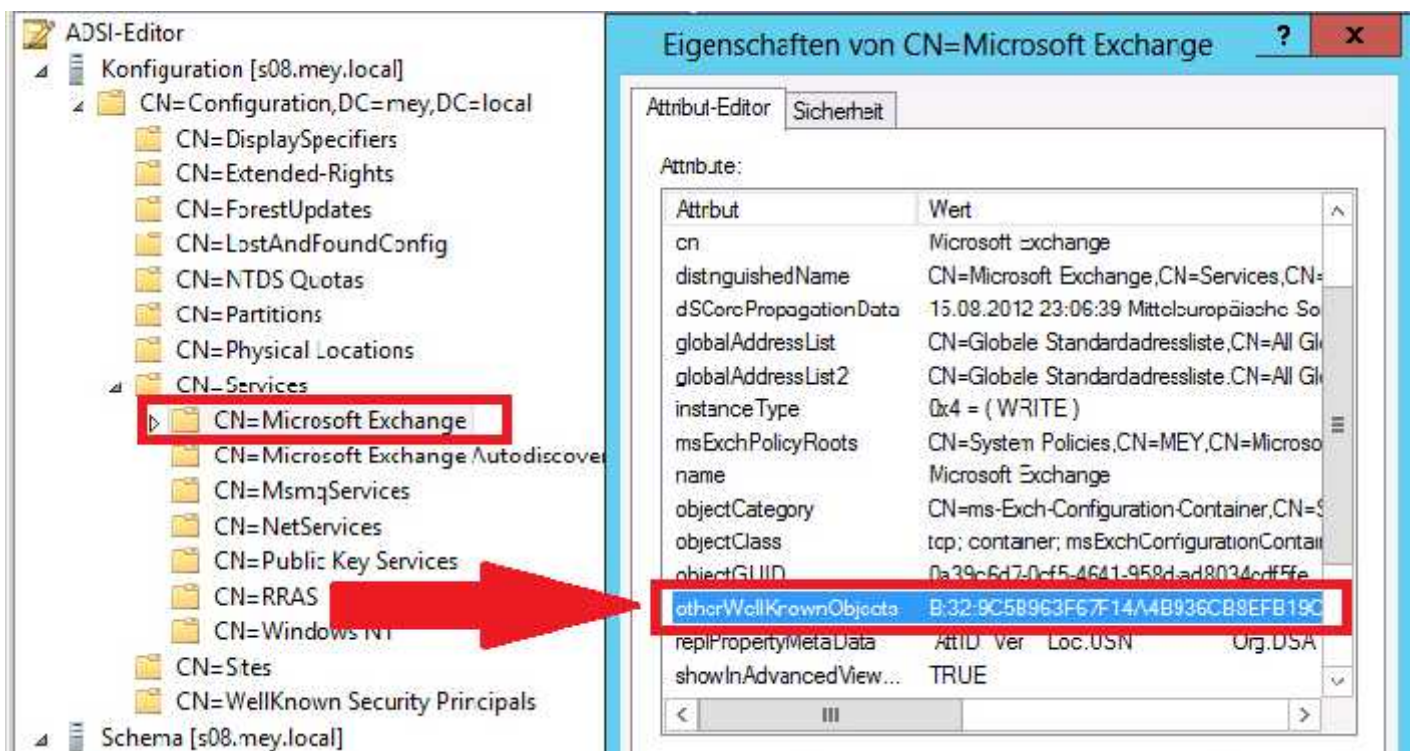 ADSI-Editor
Konfiguration [s08.mey.local]
CN=Configuration,DC=mey,DC=local
CN=DisplaySpecifiers
CN=Extended-Rights
CN=ForestUpdates
CN=LostAndFoundConfig
CN=NTDS Quotas
CN=Partitions
CN=Physical Locations
CN=Services
CN=Microsoft Exchange
CN=Microsoft Exchange Autodiscover
CN=MsmqServices
CN=NetServices
CN=Public Key Services
CN=RRAS
CN=Windows NT
CN=Sites
CN=WellKnown Security Principals
Schema [s08.mey.local]
Eigenschaften von CN=Microsoft Exchange ? x
Attribut-Editor Sicherheit
Attribute:
Attribut Wert
cn Microsoft Exchange
distinguishedName CN=Microsoft Exchange,CN=Services,CN=
dSCorePropagationData 15.08.2012 23:06:39 Mitteleuropäische So
globalAddressList CN=Globale Standardadressliste,CN=All Gl
globalAddressList2 CN=Globale Standardadressliste,CN=All Gl
instanceType 0x4 = ( WRITE )
msExchPolicyRoots CN=System Policies,CN=MEY,CN=Microso
name Microsoft Exchange
objectCategory CN=ms-Exch-Configuration-Container,CN=S
objectClass top; container; msExchConfigurationContai
objectGUID 0a39c6d7-0cf5-4641-958d-ad8034cdf5fe
otherWellKnownObjects B:32:9C5B963F67F14A4B936CB8EFB19C
replPropertyMetaData AttID Ver Loc.USN Org.DSA
showInAdvancedView... TRUE